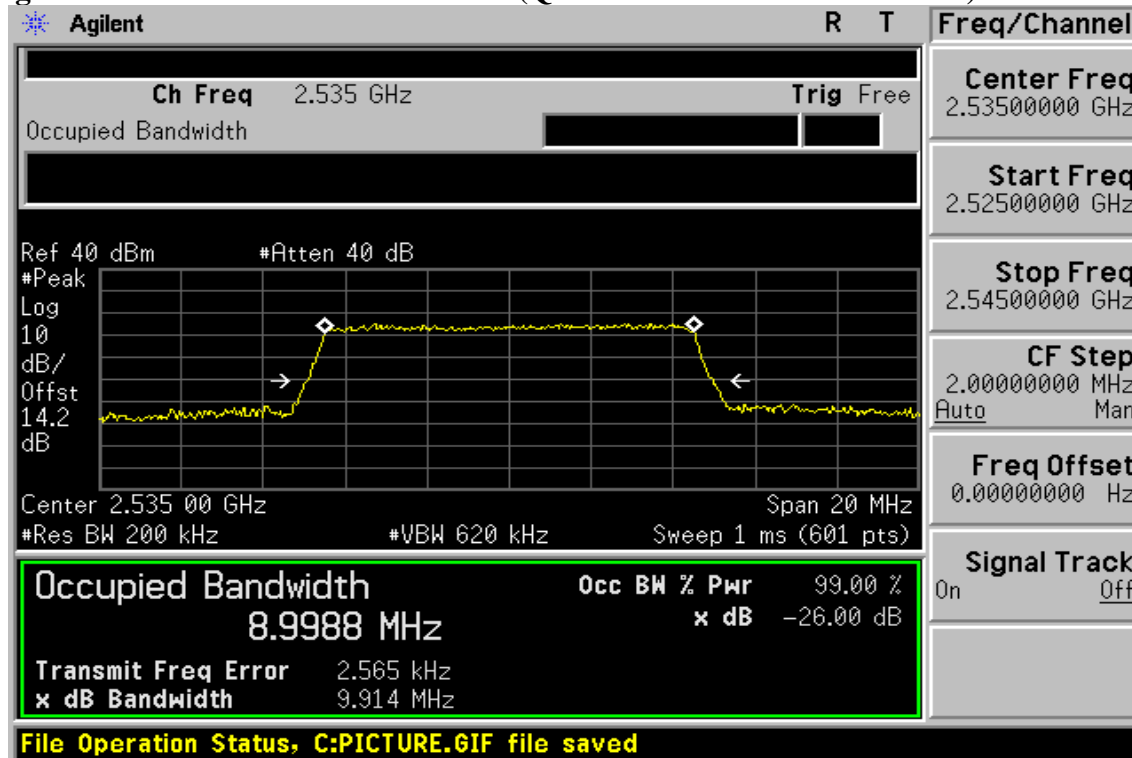 Agilent R T Freq/Channel
Ch Freq 2.535 GHz Trig Free
Occupied Bandwidth
Center Freq
2.53500000 GHz
Start Freq
2.52500000 GHz
Stop Freq
2.54500000 GHz
CF Step
2.00000000 MHz
Auto Man
Freq Offset
0.00000000 Hz
Signal Track
On Off
Ref 40 dBm #Atten 40 dB
#Peak
Log
10
dB/
Offst
14.2
dB
Center 2.535 00 GHz Span 20 MHz
#Res BW 200 kHz #VBW 620 kHz Sweep 1 ms (601 pts)
Occupied Bandwidth Occ BW % Pwr 99.00 %
8.9988 MHz x dB -26.00 dB
Transmit Freq Error 2.565 kHz
x dB Bandwidth 9.914 MHz
File Operation Status, C:PICTURE.GIF file saved